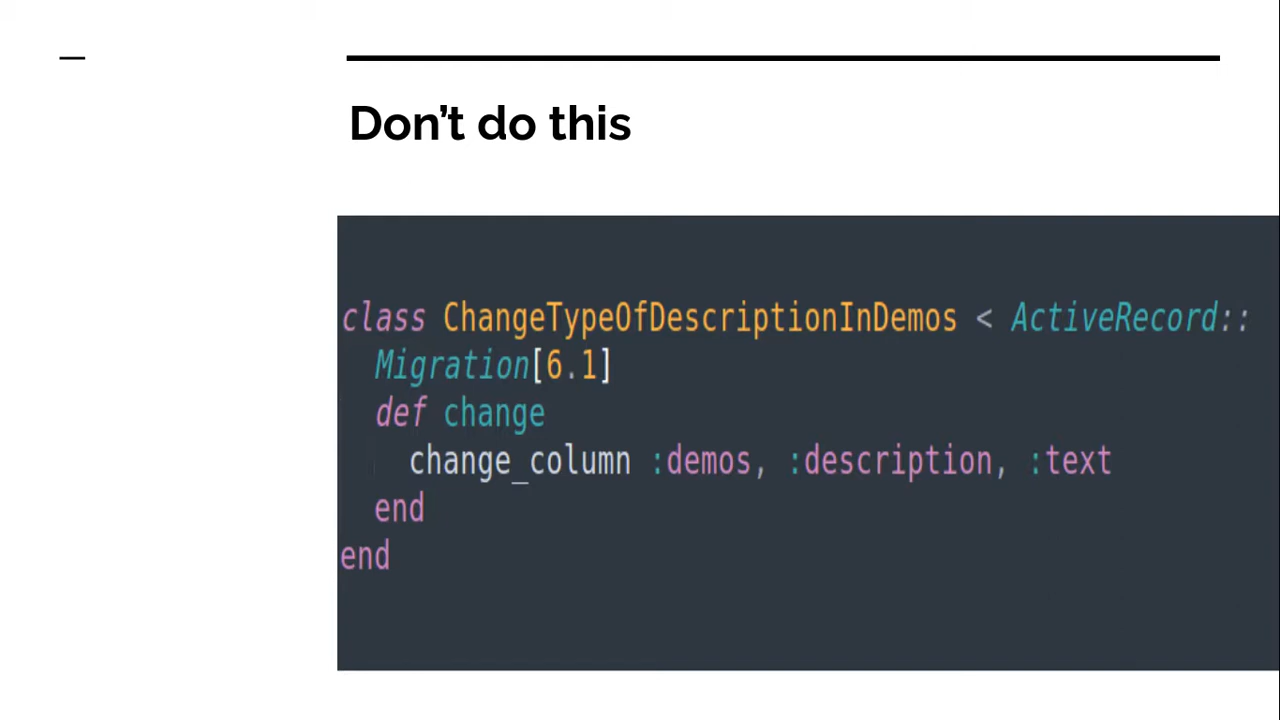 Don’t do this
class ChangeTypeOfDescriptionInDemos < ActiveRecord::
Migration[6.1]
def change
change_column :demos, :description, :text
end
end